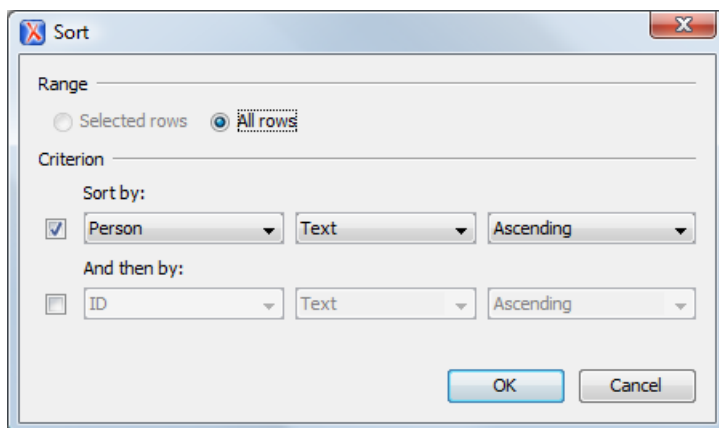 Sort
Range
Selected rows All rows
Criterion
Sort by:
Person Text Ascending
And then by:
ID Text Ascending
OK Cancel